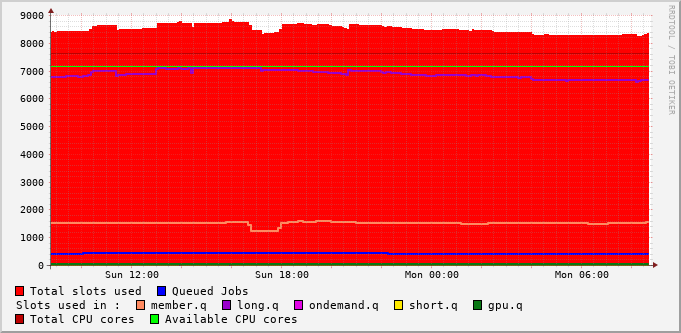 9000
8000
7000
6000
5000
4000
3000
2000
1000
0
Sun 12:00 Sun 18:00 Mon 00:00 Mon 06:00
RRDTOOL / TOBI OETIKER
Total slots used Queued Jobs
Slots used in : member.q long.q ondemand.q short.q gpu.q
Total CPU cores Available CPU cores